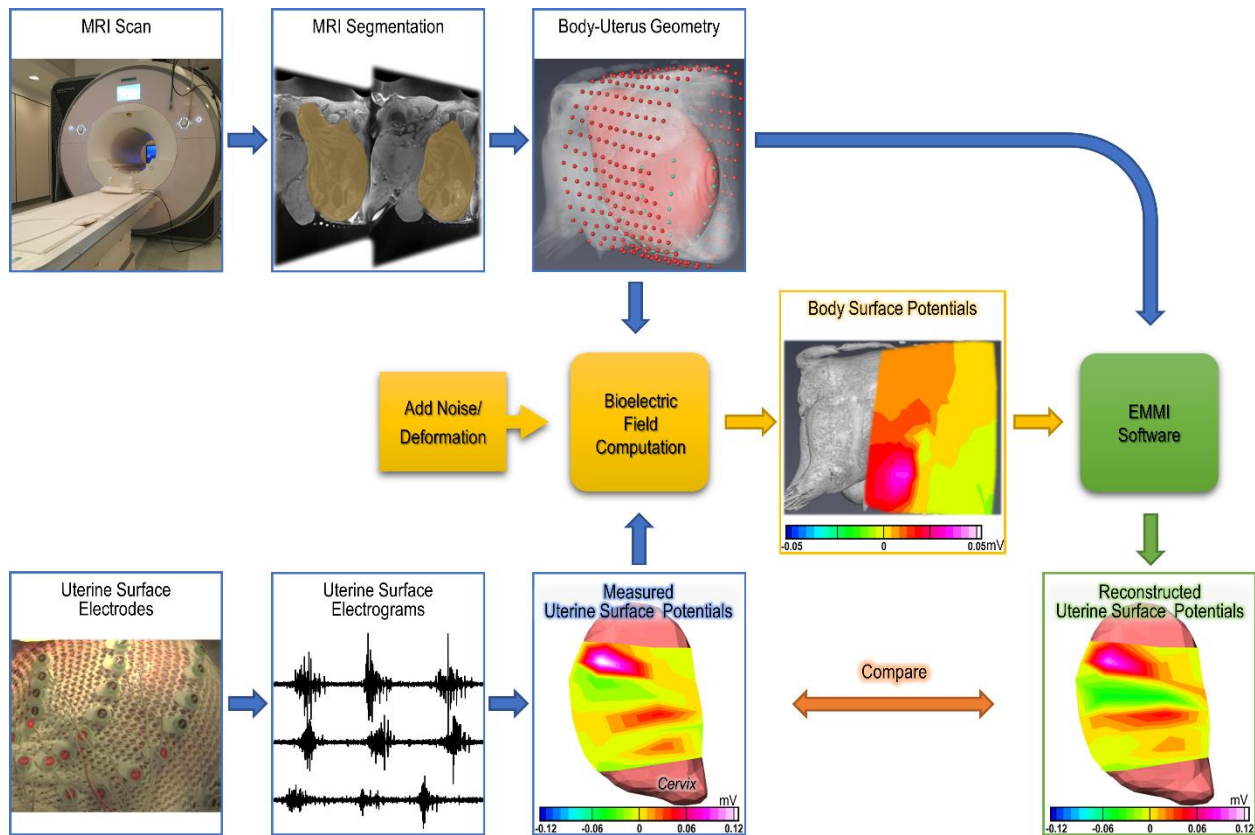 MRI Scan
MRI Segmentation
Body-Uterus Geometry
Body Surface Potentials
Add Noise/
Deformation
Bioelectric
Field
Computation
EMMI
Software
-0.05 0 0.05mV
Uterine Surface
Electrodes
Uterine Surface
Electrograms
Measured
Uterine Surface Potentials
Reconstructed
Uterine Surface Potentials
Compare
Cervix
mV
-0.12 -0.06 0 0.06 0.12
mV
-0.12 -0.06 0 0.06 0.12